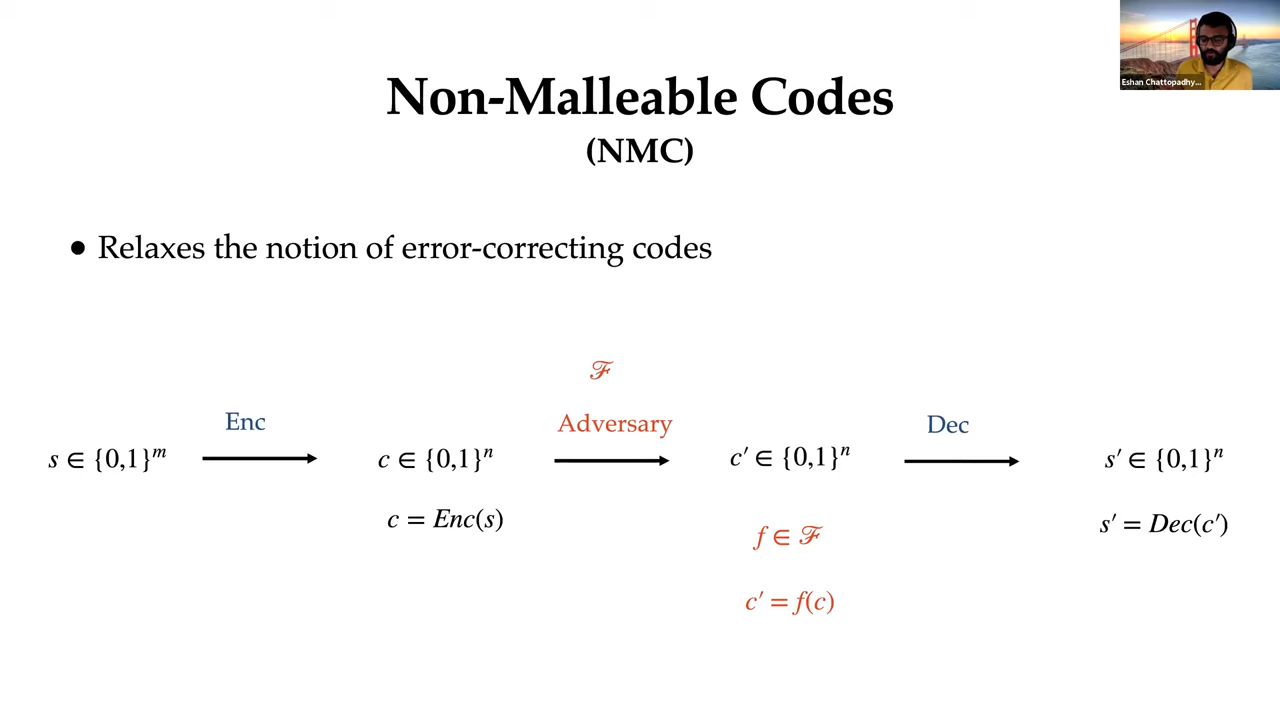 Eshan Chattopadhy...
Non-Malleable Codes
(NMC)
● Relaxes the notion of error-correcting codes
ℱ
Enc Adversary Dec
s ∈ {0,1}ᵐ c ∈ {0,1}ⁿ c′ ∈ {0,1}ⁿ s′ ∈ {0,1}ⁿ
c = Enc(s) f ∈ ℱ s′ = Dec(c′)
c′ = f(c)